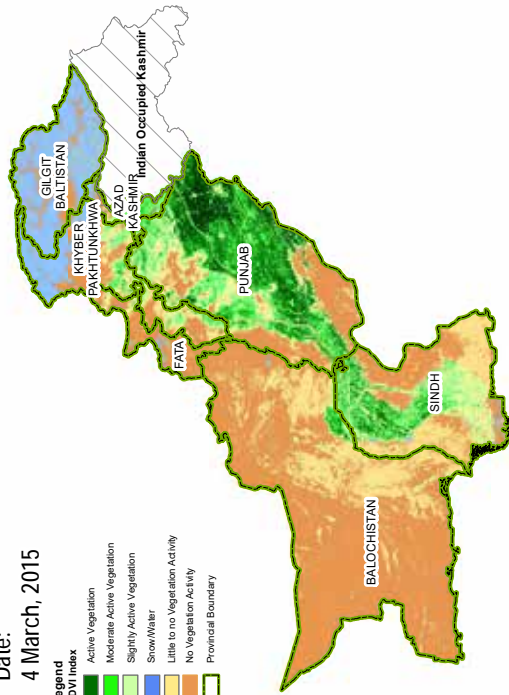 Date:
4 March, 2015
egend
DVI Index
Active Vegetation
Moderate Active Vegetation
Slightly Active Vegetation
Snow/Water
Little to no Vegetation Activity
No Vegetation Activity
Provincial Boundary
GILGIT
BALTISTAN
KHYBER
PAKHTUNKHWA
AZAD
KASHMIR
Indian Occupied Kashmir
FATA
PUNJAB
BALOCHISTAN
SINDH